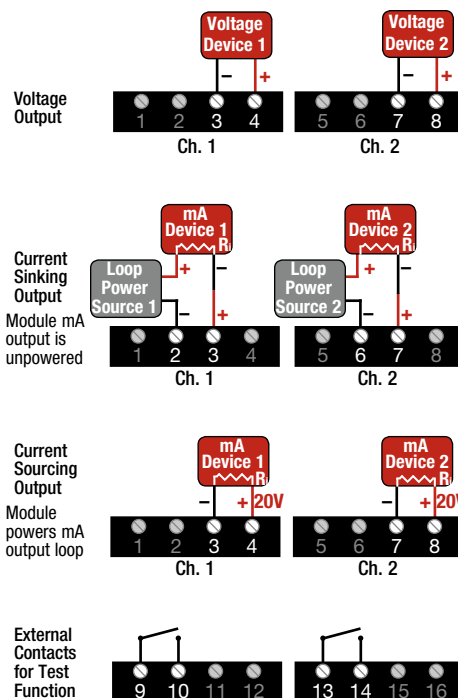 Voltage Output
Voltage Device 1
– +
1 2 3 4
Ch. 1
Voltage Device 2
– +
5 6 7 8
Ch. 2
Current Sinking Output
Module mA output is unpowered
mA Device 1
Ri
Loop Power Source 1
+ –
– +
1 2 3 4
Ch. 1
mA Device 2
Ri
Loop Power Source 2
+ –
– +
5 6 7 8
Ch. 2
Current Sourcing Output
Module powers mA output loop
mA Device 1
Ri
– + 20V
1 2 3 4
Ch. 1
mA Device 2
Ri
– + 20V
5 6 7 8
Ch. 2
External Contacts for Test Function
9 10 11 12
13 14 15 16